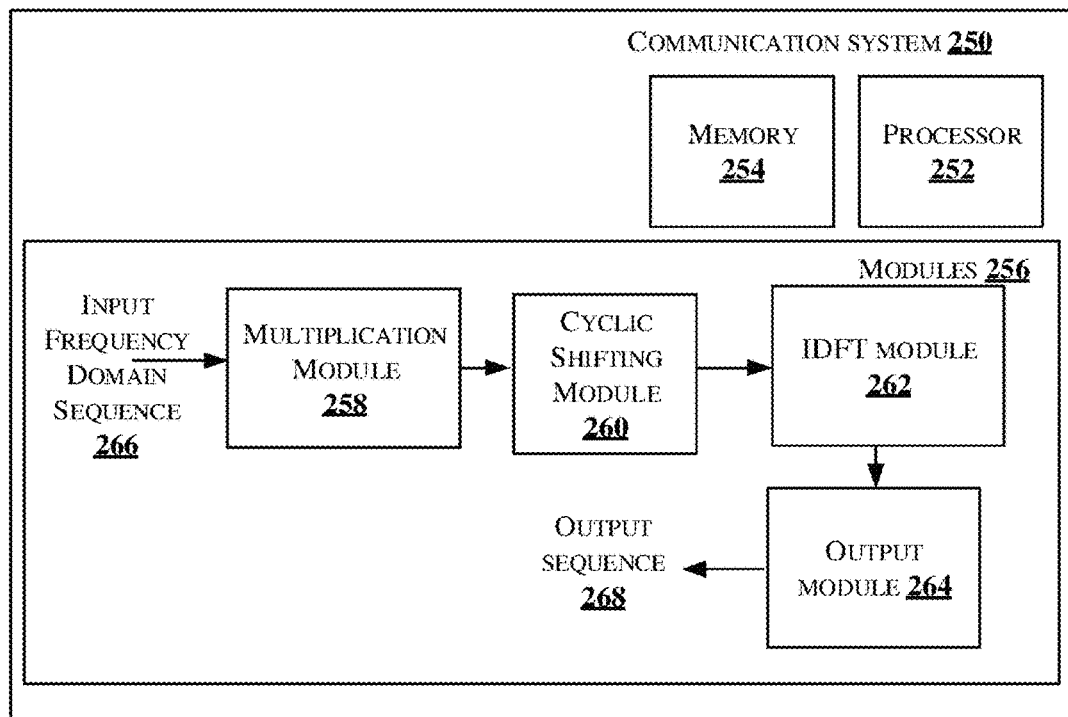 COMMUNICATION SYSTEM 250
MEMORY
254
PROCESSOR
252
MODULES 256
INPUT
FREQUENCY
DOMAIN
SEQUENCE
266
MULTIPLICATION
MODULE
258
CYCLIC
SHIFTING
MODULE
260
IDFT MODULE
262
OUTPUT
SEQUENCE
268
OUTPUT
MODULE 264